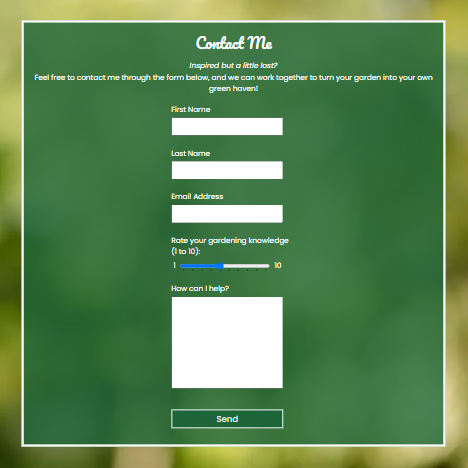 Contact Me
Inspired but a little lost?
Feel free to contact me through the form below, and we can work together to turn your garden into your own
green haven!
First Name
Last Name
Email Address
Rate your gardening knowledge
(1 to 10):
1 10
How can I help?
Send